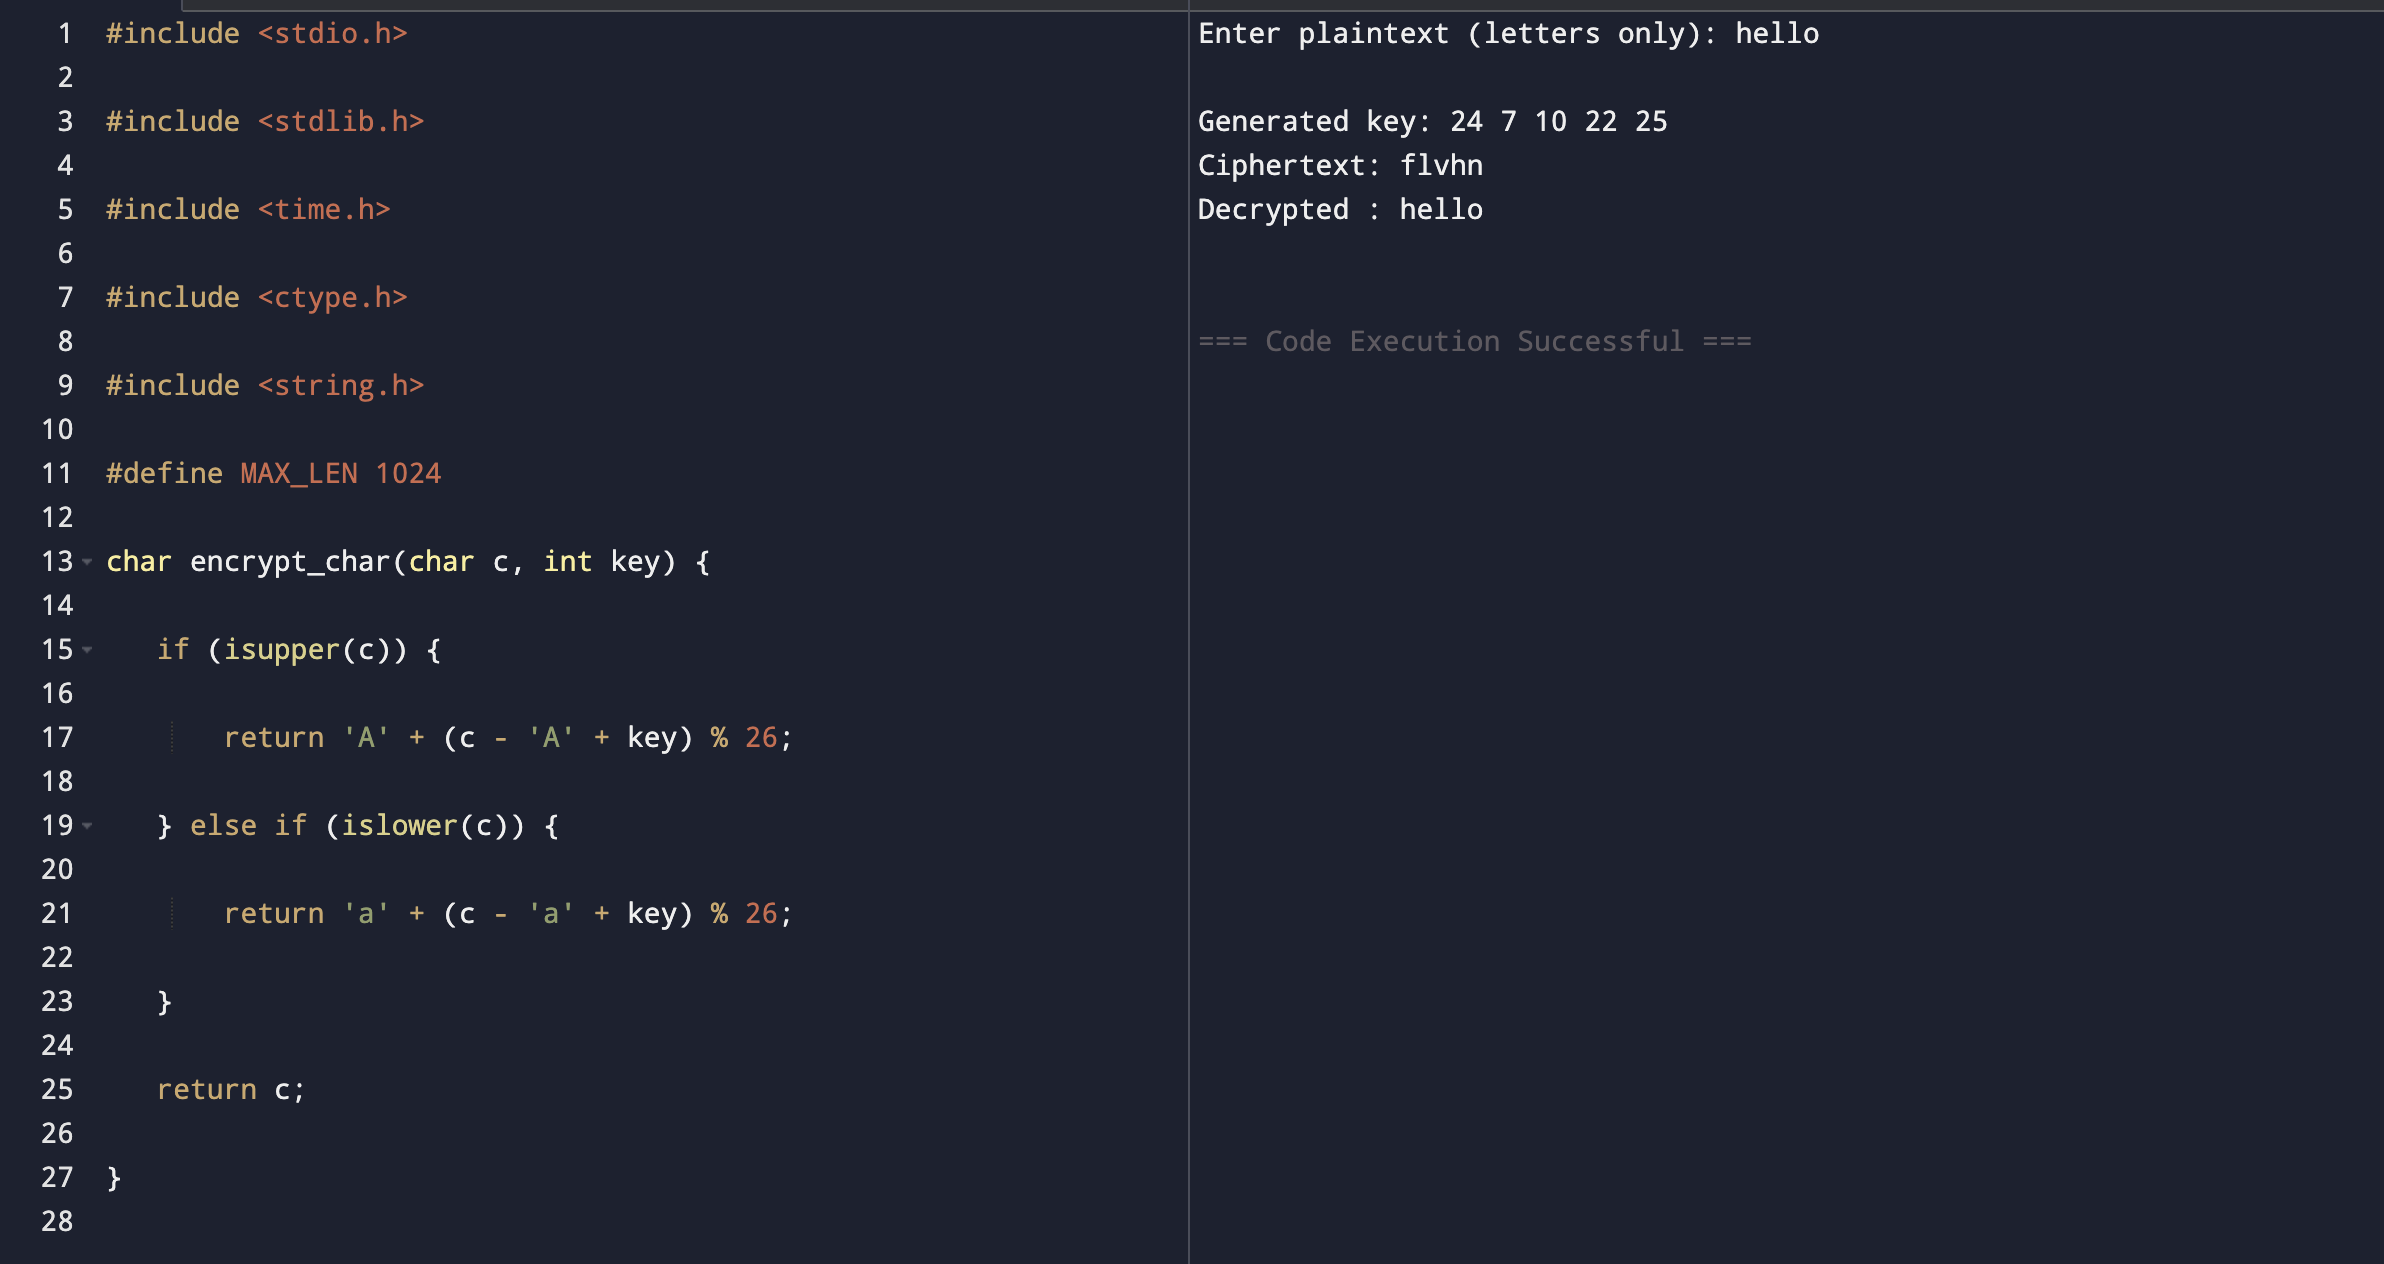 1 #include <stdio.h>
2
3 #include <stdlib.h>
4
5 #include <time.h>
6
7 #include <ctype.h>
8
9 #include <string.h>
10
11 #define MAX_LEN 1024
12
13 char encrypt_char(char c, int key) {
14
15    if (isupper(c)) {
16
17        return 'A' + (c - 'A' + key) % 26;
18
19    } else if (islower(c)) {
20
21        return 'a' + (c - 'a' + key) % 26;
22
23    }
24
25    return c;
26
27 }
28
Enter plaintext (letters only): hello
Generated key: 24 7 10 22 25
Ciphertext: flvhn
Decrypted : hello
=== Code Execution Successful ===